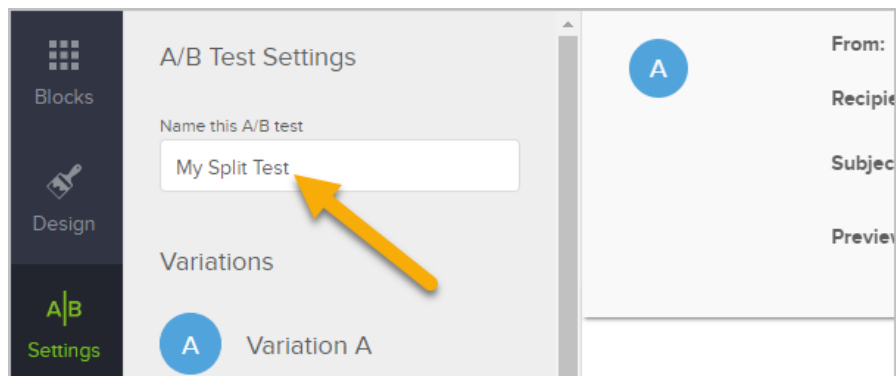 Blocks
Design
A|B
Settings
A/B Test Settings
Name this A/B test
My Split Test
Variations
A
Variation A
A
From: